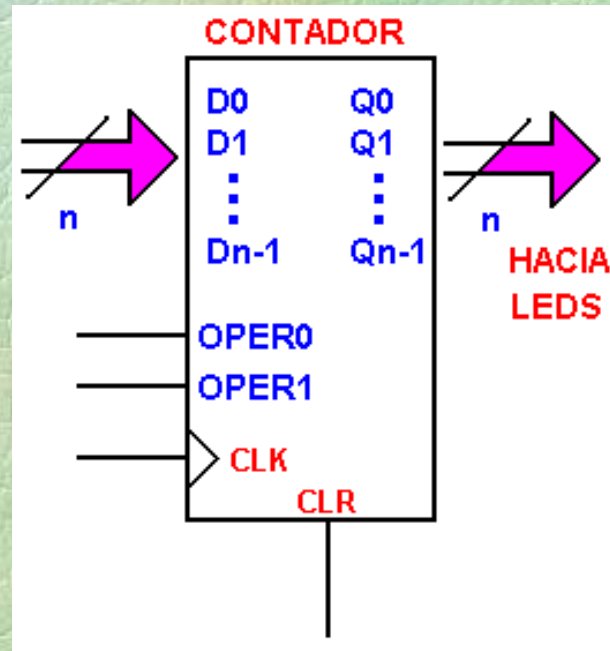 CONTADOR
D0 Q0
D1 Q1
Dn-1 Qn-1
n
n
HACIA
LEDS
OPER0
OPER1
CLK
CLR